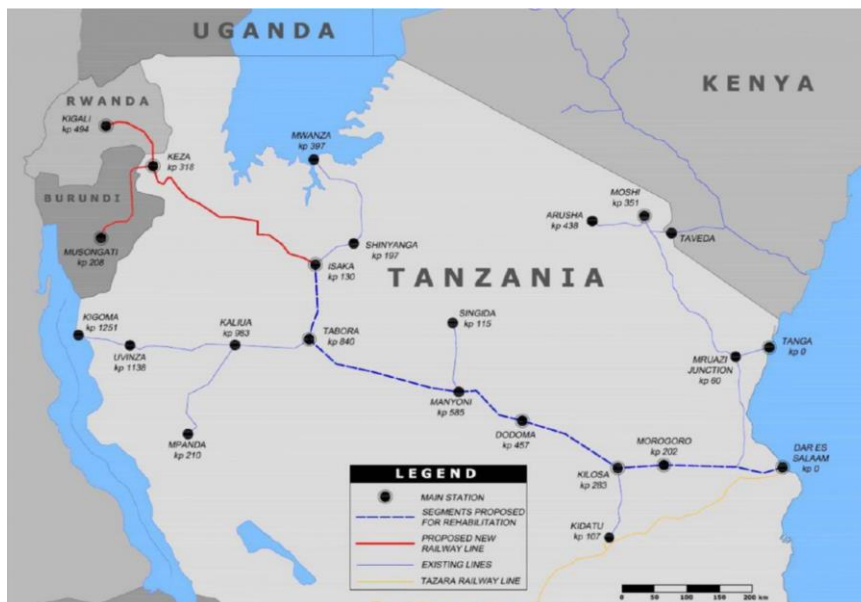 UGANDA
KENYA
RWANDA
KIGALI
kp 494
MWANZA
kp 397
KEZA
kp 318
BURUNDI
MOSHI
kp 351
ARUSHA
kp 438
TAVEDA
MUSONGATI
kp 208
SHINYANGA
kp 197
ISAKA
kp 130
TANZANIA
KIGOMA
kp 1251
KALIUA
kp 983
TABORA
kp 840
SINGIDA
kp 115
TANGA
kp 0
UVINZA
kp 1138
MRUAZI
JUNCTION
kp 60
MANYONI
kp 585
MPANDA
kp 210
DODOMA
kp 457
MOROGORO
kp 202
DAR ES
SALAAM
kp 0
KILOSA
kp 283
KIDATU
kp 107
LEGEND
MAIN STATION
SEGMENTS PROPOSED
FOR REHABILITATION
PROPOSED NEW
RAILWAY LINE
EXISTING LINES
TAZARA RAILWAY LINE
0 50 100 150 200 km